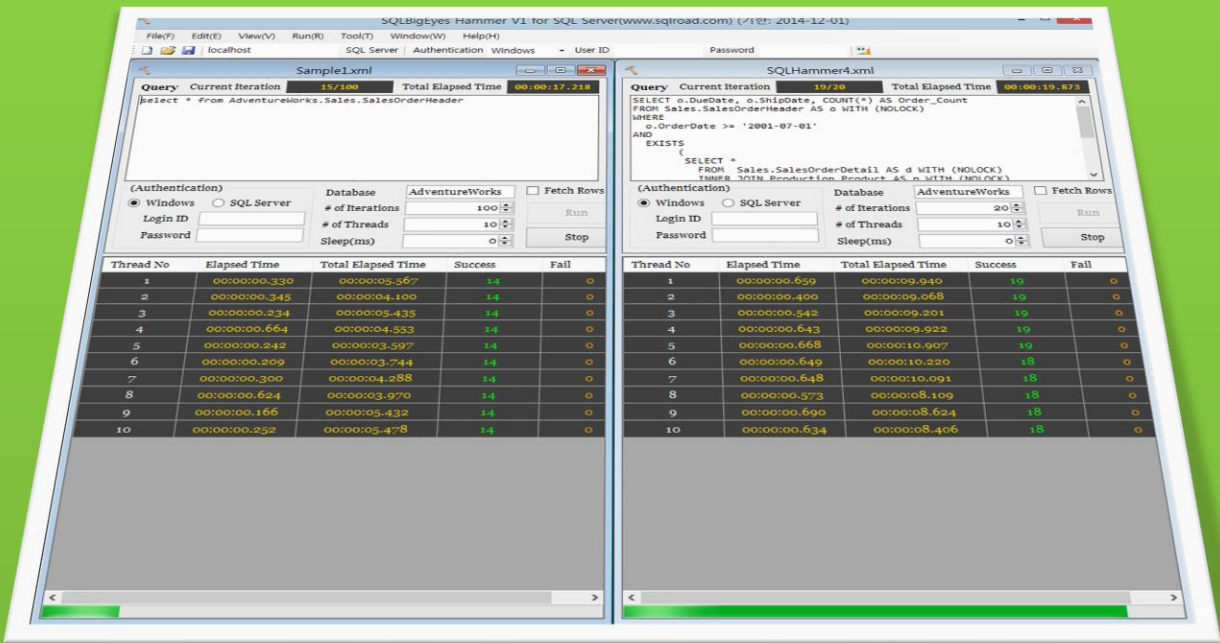 SQLBigEyes Hammer V1 for SQL Server(www.sqlroad.com) (기한: 2014-12-01)
File(F) Edit(E) View(V) Run(R) Tool(T) Window(W) Help(H)
localhost SQL Server Authentication Windows User ID Password
Sample1.xml
Query Current Iteration 15/100 Total Elapsed Time 00:00:17.218
select * from AdventureWorks.Sales.SalesOrderHeader
(Authentication)
Windows SQL Server
Login ID
Password
Database AdventureWorks Fetch Rows
# of Iterations 100 Run
# of Threads 10
Sleep(ms) 0 Stop
Thread No Elapsed Time Total Elapsed Time Success Fail
1 00:00:00.330 00:00:05.567 14 0
2 00:00:00.345 00:00:04.100 14 0
3 00:00:00.234 00:00:05.435 14 0
4 00:00:00.664 00:00:04.553 14 0
5 00:00:00.242 00:00:03.597 14 0
6 00:00:00.209 00:00:03.744 14 0
7 00:00:00.300 00:00:04.288 14 0
8 00:00:00.624 00:00:03.970 14 0
9 00:00:00.166 00:00:05.432 14 0
10 00:00:00.252 00:00:05.478 14 0
SQLHammer4.xml
Query Current Iteration 19/20 Total Elapsed Time 00:00:19.873
SELECT o.DueDate, o.ShipDate, COUNT(*) AS Order_Count
FROM Sales.SalesOrderHeader AS o WITH (NOLOCK)
WHERE
o.OrderDate >= '2001-07-01'
AND
EXISTS
(
SELECT *
FROM Sales.SalesOrderDetail AS d WITH (NOLOCK)
INNER JOIN Production.Product AS p WITH (NOLOCK)
(Authentication)
Windows SQL Server
Login ID
Password
Database AdventureWorks Fetch Rows
# of Iterations 20 Run
# of Threads 10
Sleep(ms) 0 Stop
Thread No Elapsed Time Total Elapsed Time Success Fail
1 00:00:00.659 00:00:09.940 19 0
2 00:00:00.400 00:00:09.068 19 0
3 00:00:00.542 00:00:09.201 19 0
4 00:00:00.643 00:00:09.922 19 0
5 00:00:00.668 00:00:10.907 19 0
6 00:00:00.649 00:00:10.220 18 0
7 00:00:00.648 00:00:10.091 18 0
8 00:00:00.573 00:00:08.109 18 0
9 00:00:00.690 00:00:08.624 18 0
10 00:00:00.634 00:00:08.406 18 0